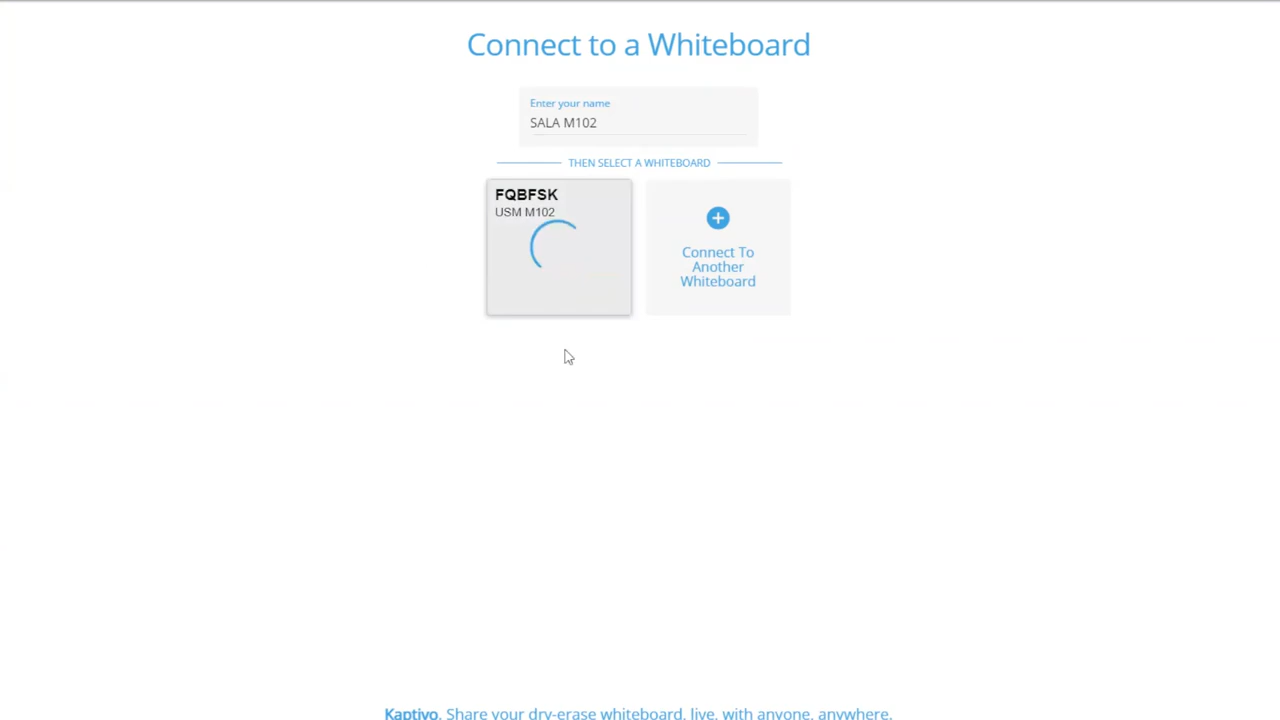 Connect to a Whiteboard
Enter your name
SALA M102
THEN SELECT A WHITEBOARD
FQBFSK
USM M102
Connect To
Another
Whiteboard
Kaptivo. Share your dry-erase whiteboard, live, with anyone, anywhere.